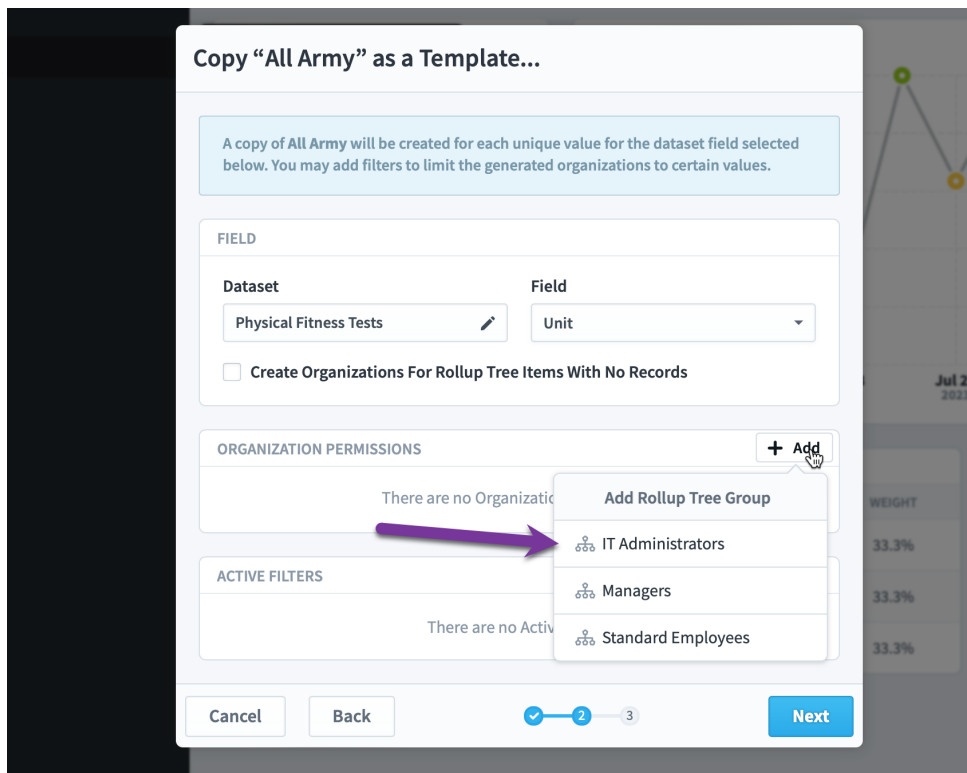 Copy “All Army” as a Template...
A copy of All Army will be created for each unique value for the dataset field selected
below. You may add filters to limit the generated organizations to certain values.
FIELD
Dataset
Field
Physical Fitness Tests
Unit
Create Organizations For Rollup Tree Items With No Records
Jul 2
ORGANIZATION PERMISSIONS
Add
There are no
Add Rollup Tree Group
WEIGHT
IT Administrators
33.3%
ACTIVE FILTERS
Managers
33.3%
There are no
Standard Employees
33.3%
Cancel
Back
2
3
Next